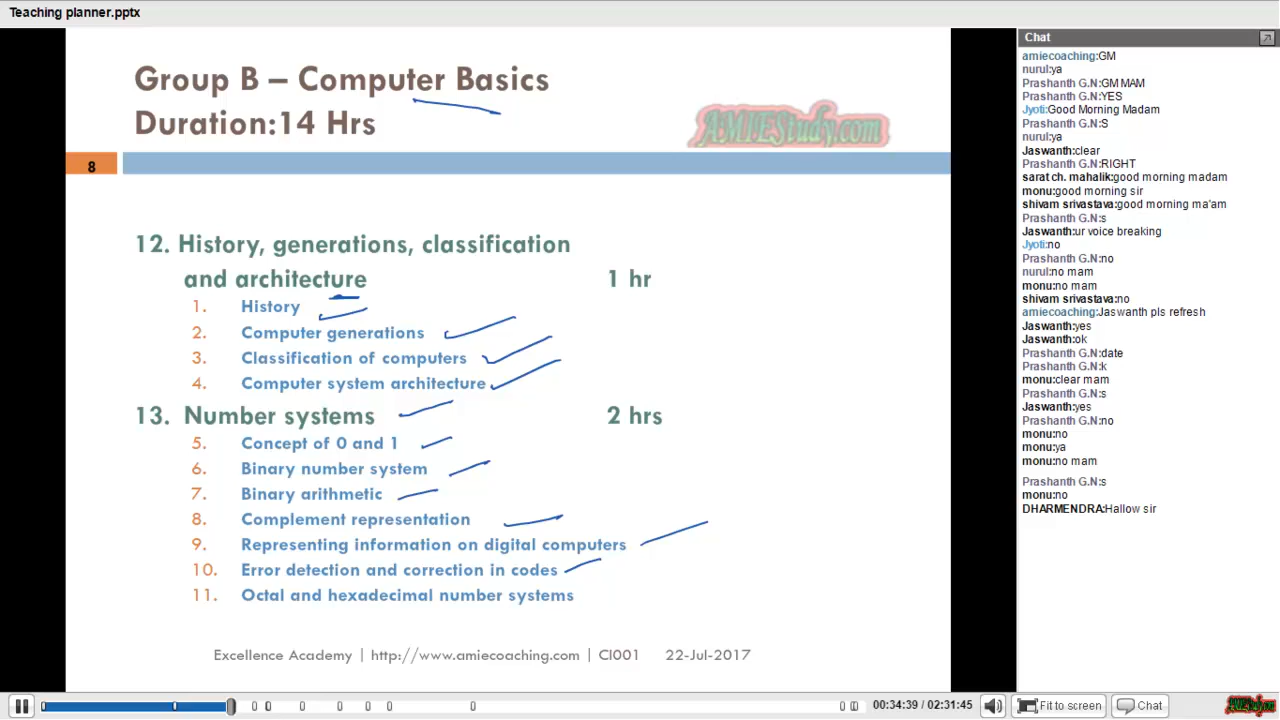 Teaching planner.pptx
Group B – Computer Basics
Duration:14 Hrs
AMIEStudy.com
8
12. History, generations, classification
and architecture 1 hr
1. History
2. Computer generations
3. Classification of computers
4. Computer system architecture
13. Number systems 2 hrs
5. Concept of 0 and 1
6. Binary number system
7. Binary arithmetic
8. Complement representation
9. Representing information on digital computers
10. Error detection and correction in codes
11. Octal and hexadecimal number systems
Excellence Academy | http://www.amiecoaching.com | CI001 22-Jul-2017
Chat
amiecoaching:GM
nurul:ya
Prashanth G.N:GM MAM
Prashanth G.N:YES
Jyoti:Good Morning Madam
Prashanth G.N:S
nurul:ya
Jaswanth:clear
Prashanth G.N:RIGHT
sarat ch. mahalik:good morning madam
monu:good morning sir
shivam srivastava:good morning ma'am
Prashanth G.N:s
Jaswanth:ur voice breaking
Jyoti:no
Prashanth G.N:no
nurul:no mam
monu:no mam
shivam srivastava:no
amiecoaching:Jaswanth pls refresh
Jaswanth:yes
Jaswanth:ok
Prashanth G.N:date
Prashanth G.N:k
monu:clear mam
Prashanth G.N:s
Jaswanth:yes
Prashanth G.N:no
monu:no
monu:ya
monu:no mam
Prashanth G.N:s
monu:no
DHARMENDRA:Hallow sir
00:34:39 / 02:31:45
Fit to screen
Chat
AMIEStudy.com